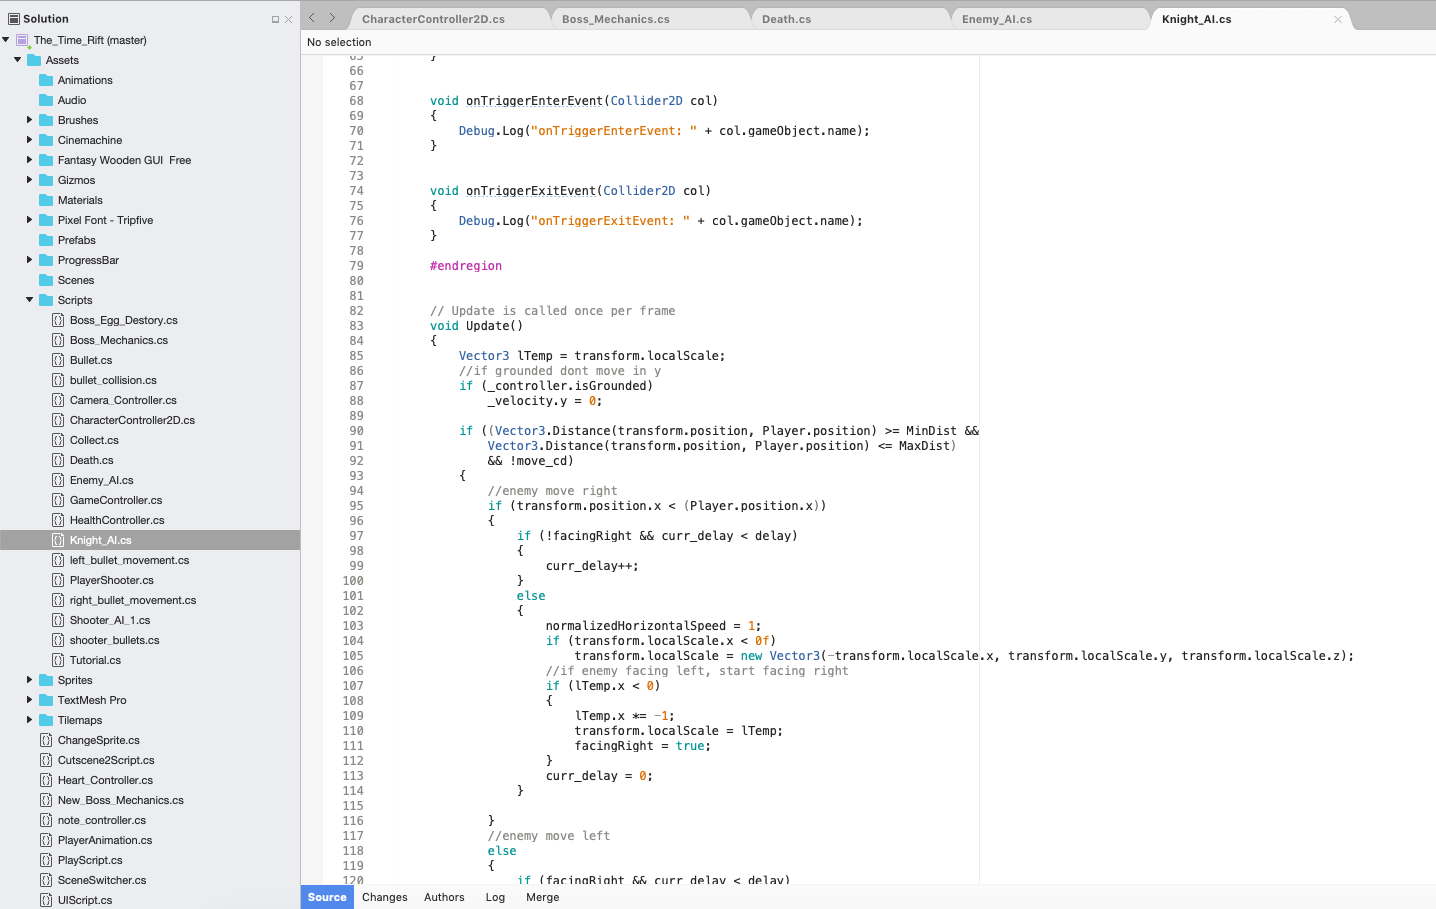 Solution
The_Time_Rift (master)
Assets
Animations
Audio
Brushes
Cinemachine
Fantasy Wooden GUI  Free
Gizmos
Materials
Pixel Font - Tripfive
Prefabs
ProgressBar
Scenes
Scripts
Boss_Egg_Destory.cs
Boss_Mechanics.cs
Bullet.cs
bullet_collision.cs
Camera_Controller.cs
CharacterController2D.cs
Collect.cs
Death.cs
Enemy_AI.cs
GameController.cs
HealthController.cs
Knight_AI.cs
left_bullet_movement.cs
PlayerShooter.cs
right_bullet_movement.cs
Shooter_AI_1.cs
shooter_bullets.cs
Tutorial.cs
Sprites
TextMesh Pro
Tilemaps
ChangeSprite.cs
Cutscene2Script.cs
Heart_Controller.cs
New_Boss_Mechanics.cs
note_controller.cs
PlayerAnimation.cs
PlayScript.cs
SceneSwitcher.cs
UIScript.cs
CharacterController2D.cs Boss_Mechanics.cs Death.cs Enemy_AI.cs Knight_AI.cs
No selection
65 }
66
67
68 void onTriggerEnterEvent(Collider2D col)
69 {
70 Debug.Log("onTriggerEnterEvent: " + col.gameObject.name);
71 }
72
73
74 void onTriggerExitEvent(Collider2D col)
75 {
76 Debug.Log("onTriggerExitEvent: " + col.gameObject.name);
77 }
78
79 #endregion
80
81
82 // Update is called once per frame
83 void Update()
84 {
85 Vector3 lTemp = transform.localScale;
86 //if grounded dont move in y
87 if (_controller.isGrounded)
88 _velocity.y = 0;
89
90 if ((Vector3.Distance(transform.position, Player.position) >= MinDist &&
91 Vector3.Distance(transform.position, Player.position) <= MaxDist)
92 && !move_cd)
93 {
94 //enemy move right
95 if (transform.position.x < (Player.position.x))
96 {
97 if (!facingRight && curr_delay < delay)
98 {
99 curr_delay++;
100 }
101 else
102 {
103 normalizedHorizontalSpeed = 1;
104 if (transform.localScale.x < 0f)
105 transform.localScale = new Vector3(-transform.localScale.x, transform.localScale.y, transform.localScale.z);
106 //if enemy facing left, start facing right
107 if (lTemp.x < 0)
108 {
109 lTemp.x *= -1;
110 transform.localScale = lTemp;
111 facingRight = true;
112 }
113 curr_delay = 0;
114 }
115
116 }
117 //enemy move left
118 else
119 {
120 if (facingRight && curr_delay < delay)
Source Changes Authors Log Merge